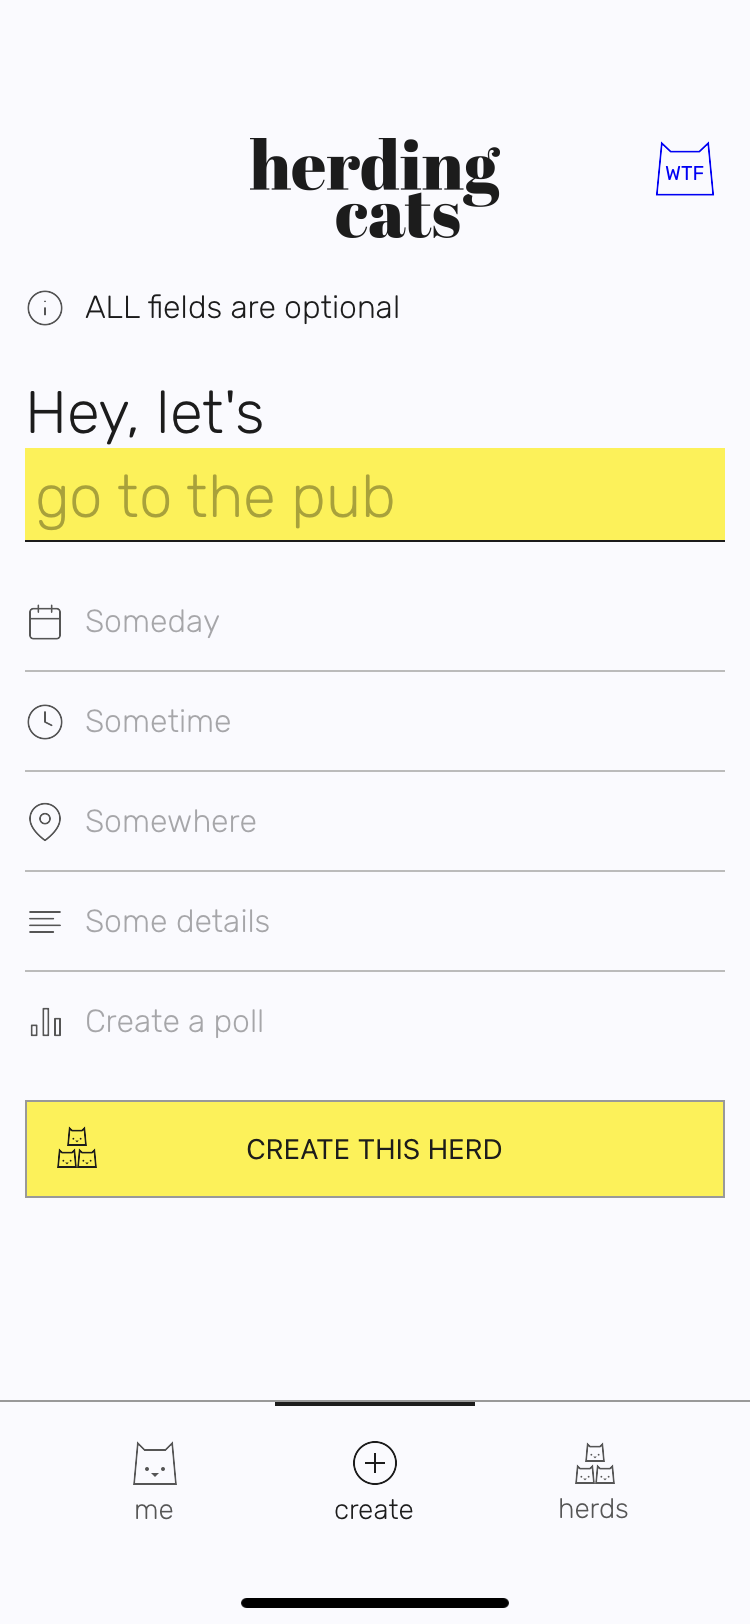 herding
cats
WTF
ALL fields are optional
Hey, let's
go to the pub
Someday
Sometime
Somewhere
Some details
Create a poll
CREATE THIS HERD
me
create
herds